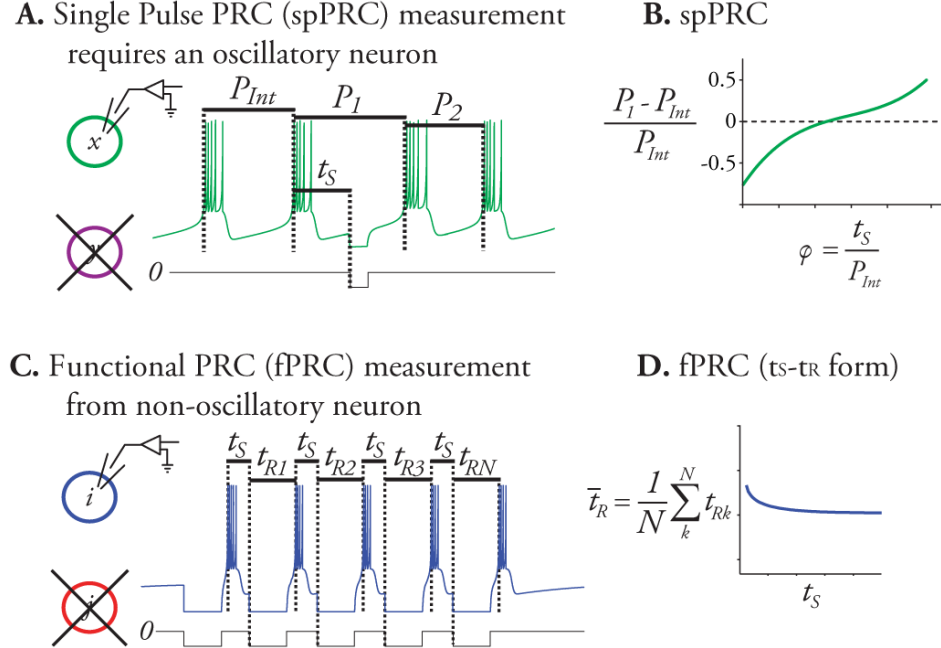 A. Single Pulse PRC (spPRC) measurement
requires an oscillatory neuron
x
P_Int
P_1
P_2
t_S
y
0
B. spPRC
P_1 - P_Int
P_Int
0.5
0
-0.5
φ = t_S
P_Int
C. Functional PRC (fPRC) measurement
from non-oscillatory neuron
i
t_S t_S t_S t_S
t_R1 t_R2 t_R3 t_RN
j
0
D. fPRC (ts-tR form)
t̅_R = 1/N ∑_k^N t_Rk
t_S